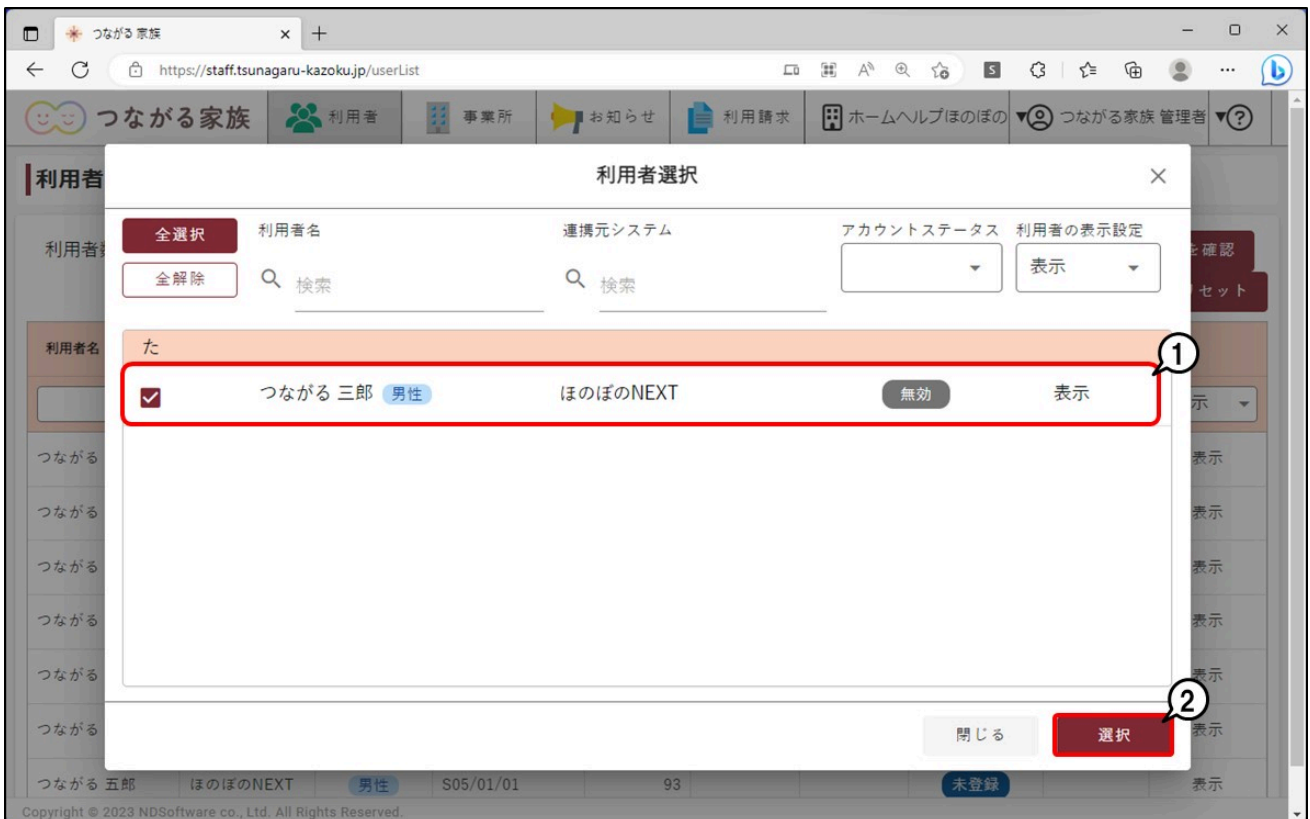 つながる 家族
https://staff.tsunagaru-kazoku.jp/userList
つながる家族 利用者 事業所 お知らせ 利用請求 ホームヘルプほのぼの ▼ つながる家族 管理者 ▼?
利用者
利用者選択
利用者
全選択 利用者名 連携元システム アカウントステータス 利用者の表示設定
を確認
全解除 検索 検索 表示
セット
利用者名 た
1
つながる 三郎 男性 ほのぼのNEXT 無効 表示
示
つながる 表示
つながる 表示
つながる 表示
つながる 表示
つながる 表示
2
つながる 表示
閉じる 選択
つながる 五郎 ほのぼのNEXT 男性 S05/01/01 93 未登録 表示
Copyright © 2023 NDSoftware co., Ltd. All Rights Reserved.